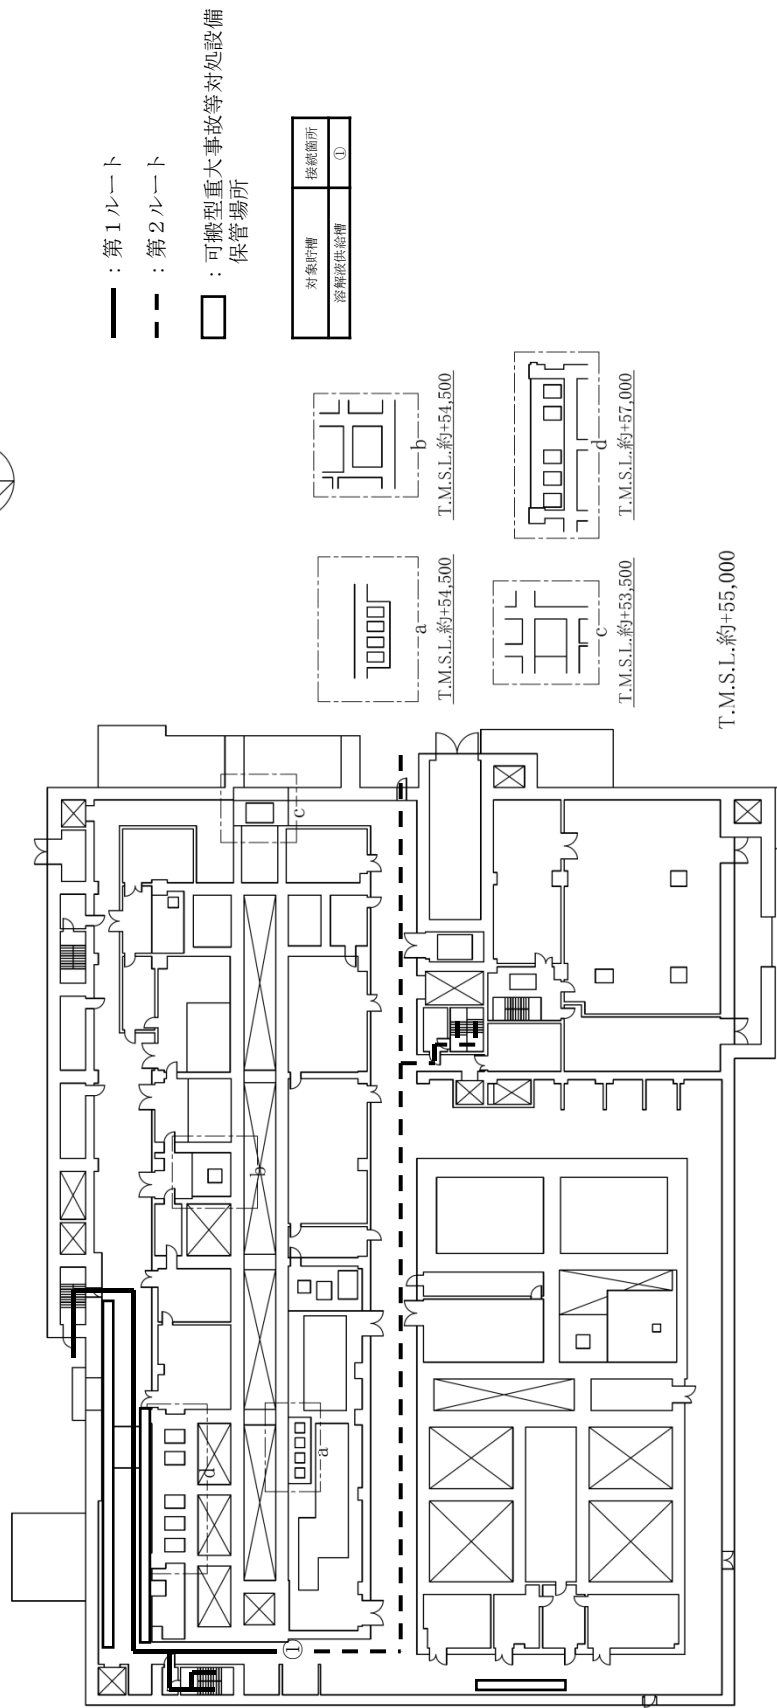 ：第１ルート
：第２ルート
：可搬型重大事故等対処設備
保管場所
対象貯槽
接続箇所
溶解液供給槽
①
a
T.M.S.L.約+54,500
b
T.M.S.L.約+54,500
c
T.M.S.L.約+53,500
d
T.M.S.L.約+57,000
T.M.S.L.約+55,000
c
b
d
a
①